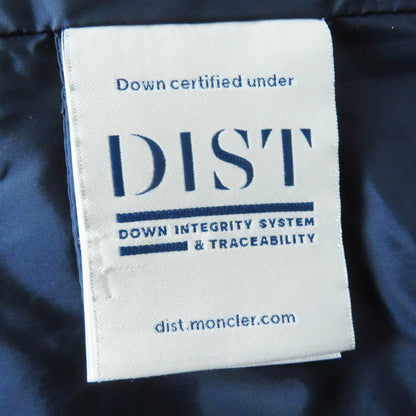 Down certified under
DIST
DOWN INTEGRITY SYSTEM
& TRACEABILITY
dist.moncler.com